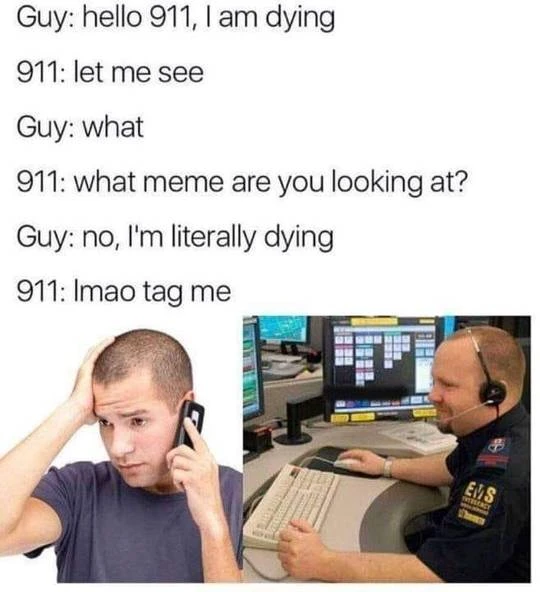 Guy: hello 911, I am dying
911: let me see
Guy: what
911: what meme are you looking at?
Guy: no, I'm literally dying
911: lmao tag me
EMS